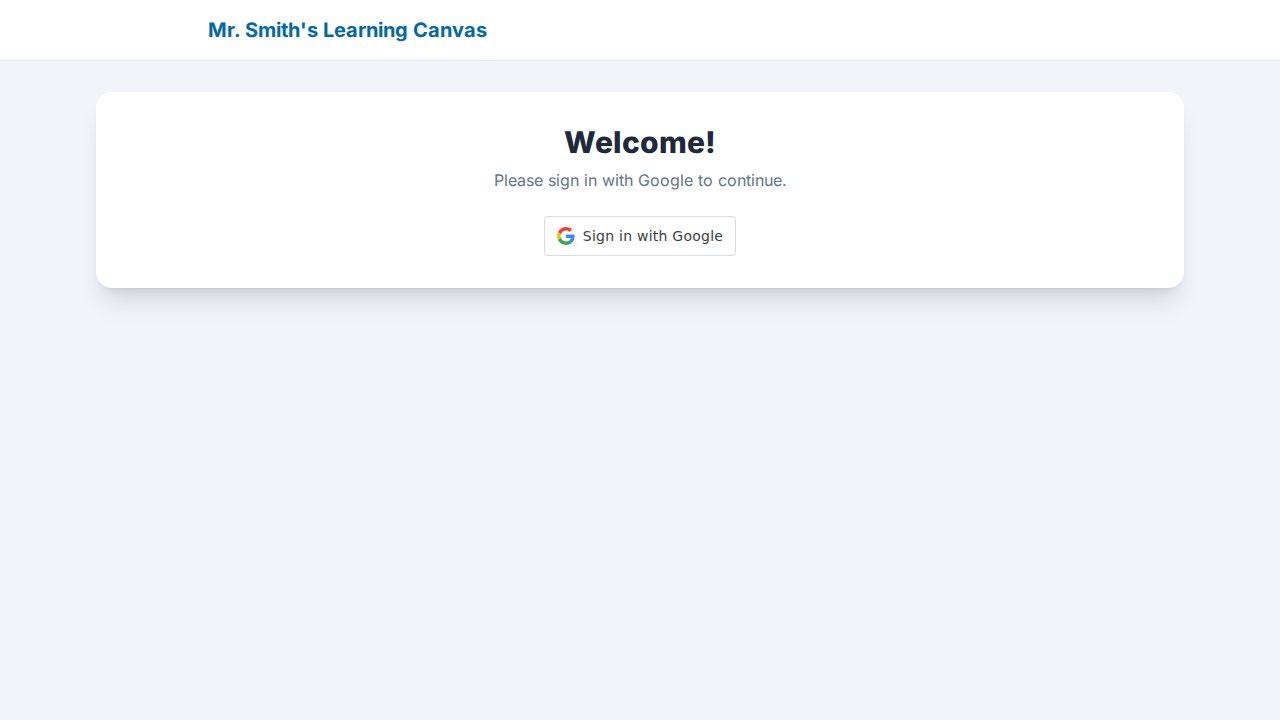 Mr. Smith's Learning Canvas
Welcome!
Please sign in with Google to continue.
Sign in with Google